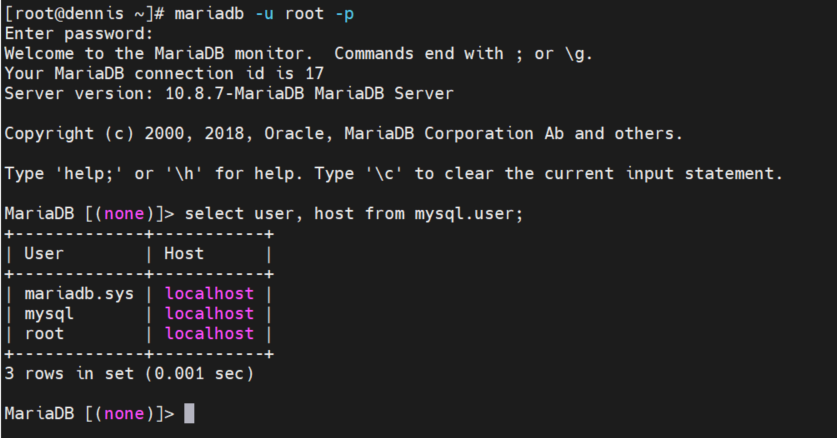 [root@dennis ~]# mariadb -u root -p
Enter password:
Welcome to the MariaDB monitor.  Commands end with ; or \g.
Your MariaDB connection id is 17
Server version: 10.8.7-MariaDB MariaDB Server

Copyright (c) 2000, 2018, Oracle, MariaDB Corporation Ab and others.

Type 'help;' or '\h' for help. Type '\c' to clear the current input statement.

MariaDB [(none)]> select user, host from mysql.user;
+-------------+-----------+
| User        | Host      |
+-------------+-----------+
| mariadb.sys | localhost |
| mysql       | localhost |
| root        | localhost |
+-------------+-----------+
3 rows in set (0.001 sec)

MariaDB [(none)]>